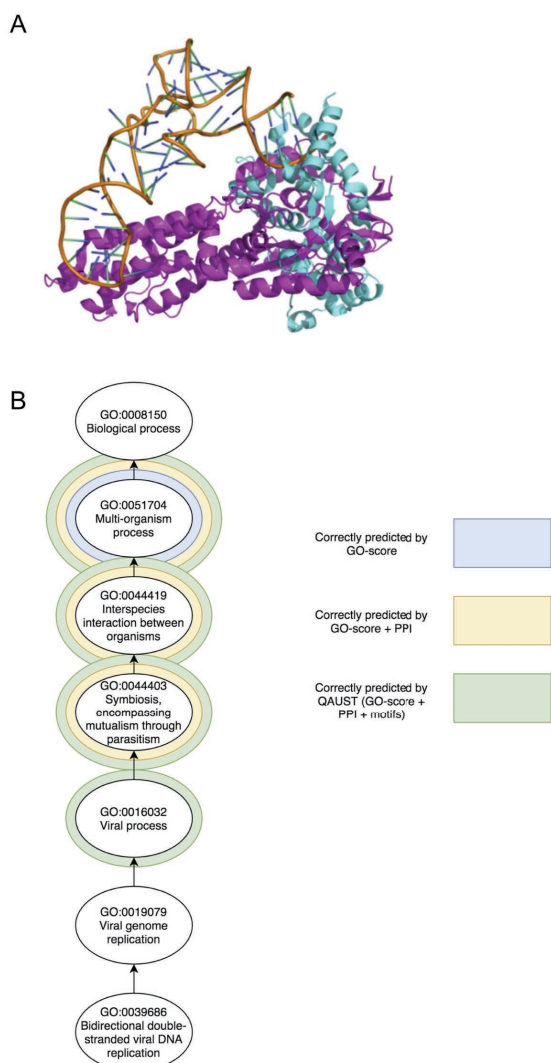 A
B
GO:0008150
Biological process
GO:0051704
Multi-organism
process
GO:0044419
Interspecies
interaction between
organisms
GO:0044403
Symbiosis,
encompassing
mutualism through
parasitism
GO:0016032
Viral process
GO:0019079
Viral genome
replication
GO:0039686
Bidirectional double-
stranded viral DNA
replication
Correctly predicted by
GO-score
Correctly predicted by
GO-score + PPI
Correctly predicted by
QAUST (GO-score +
PPI + motifs)